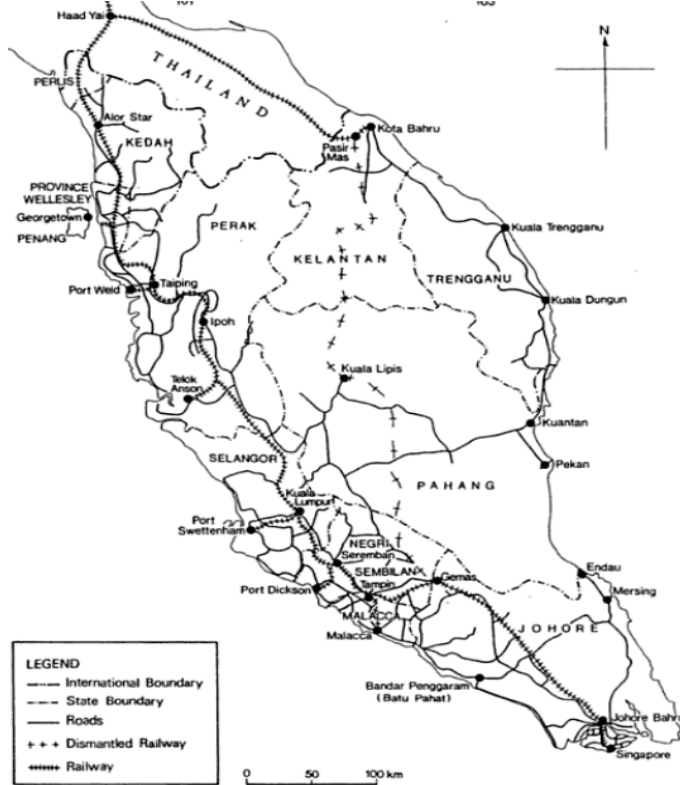 Haad Yai
THAILAND
N
PERLIS
Alor Star
KEDAH
Kota Bahru
Pasir
Mas
PROVINCE
WELLESLEY
Georgetown
PENANG
PERAK
KELANTAN
Kuala Trengganu
TRENGGANU
Port Weld
Taiping
Kuala Dungun
Ipoh
Kuala Lipis
Telok
Anson
Kuantan
SELANGOR
Pekan
PAHANG
Kuala
Lumpur
Port
Swettenham
NEGRI
Seremban
SEMBILAN
Endau
Tampin
Gemas
Port Dickson
Mersing
MALACC
Malacca
JOHORE
Bandar Penggaram
(Batu Pahat)
Johore Bahru
Singapore
LEGEND
International Boundary
State Boundary
Roads
Dismantled Railway
Railway
0 50 100 km